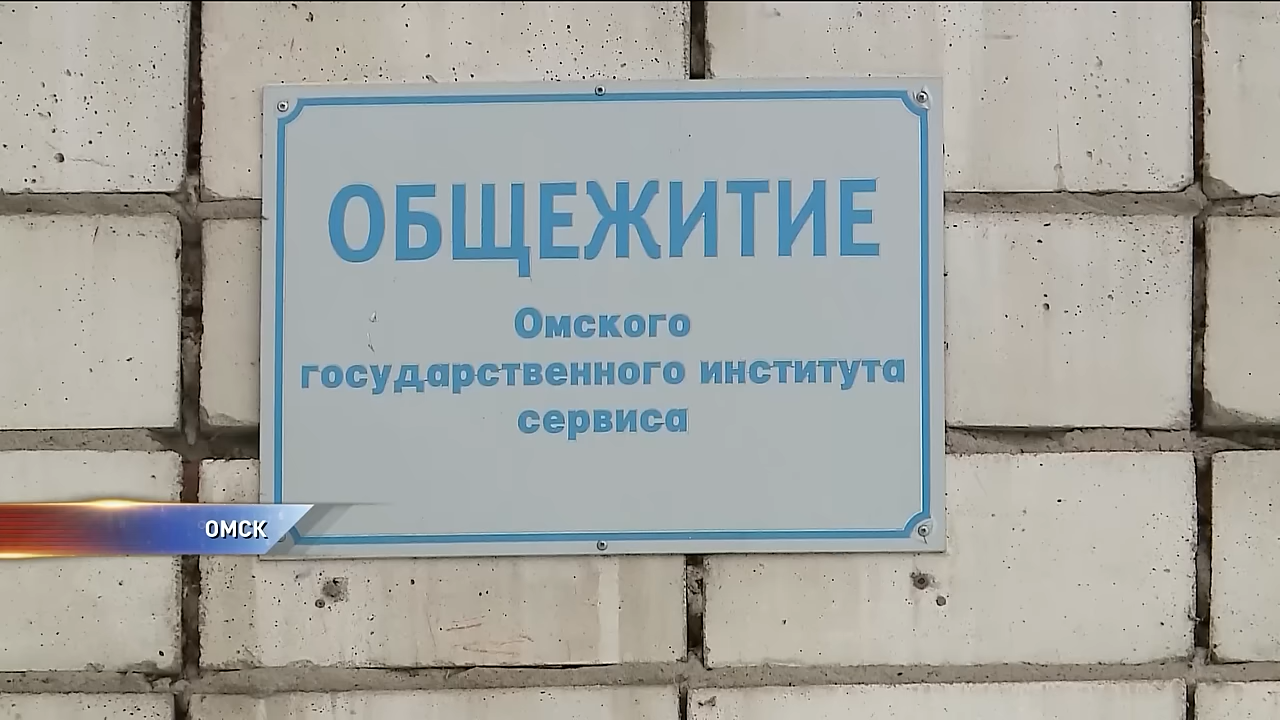 ОБЩЕЖИТИЕ
Омского
государственного института
сервиса
ОМСК